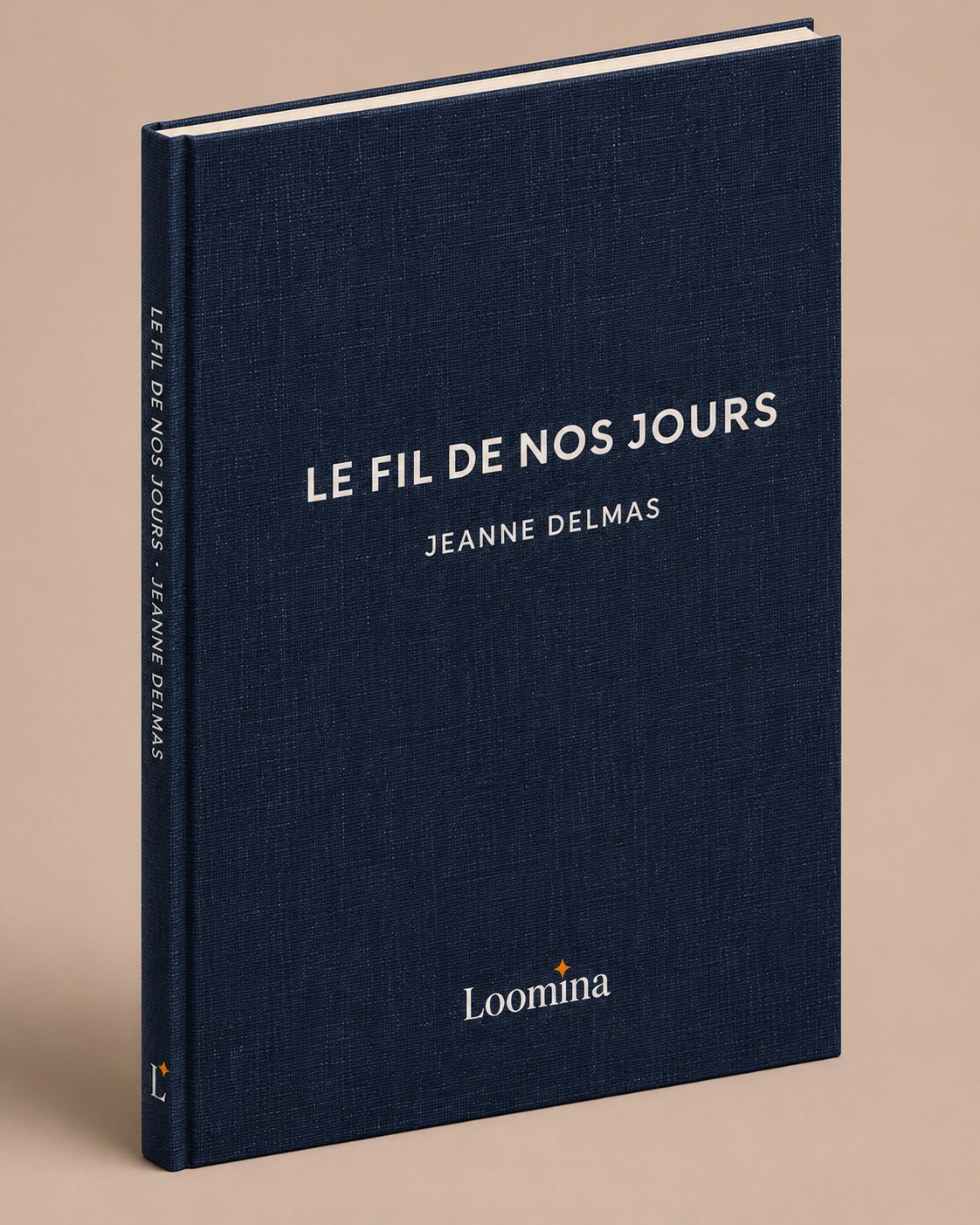 LE FIL DE NOS JOURS
JEANNE DELMAS
Loomina
LE FIL DE NOS JOURS · JEANNE DELMAS
L